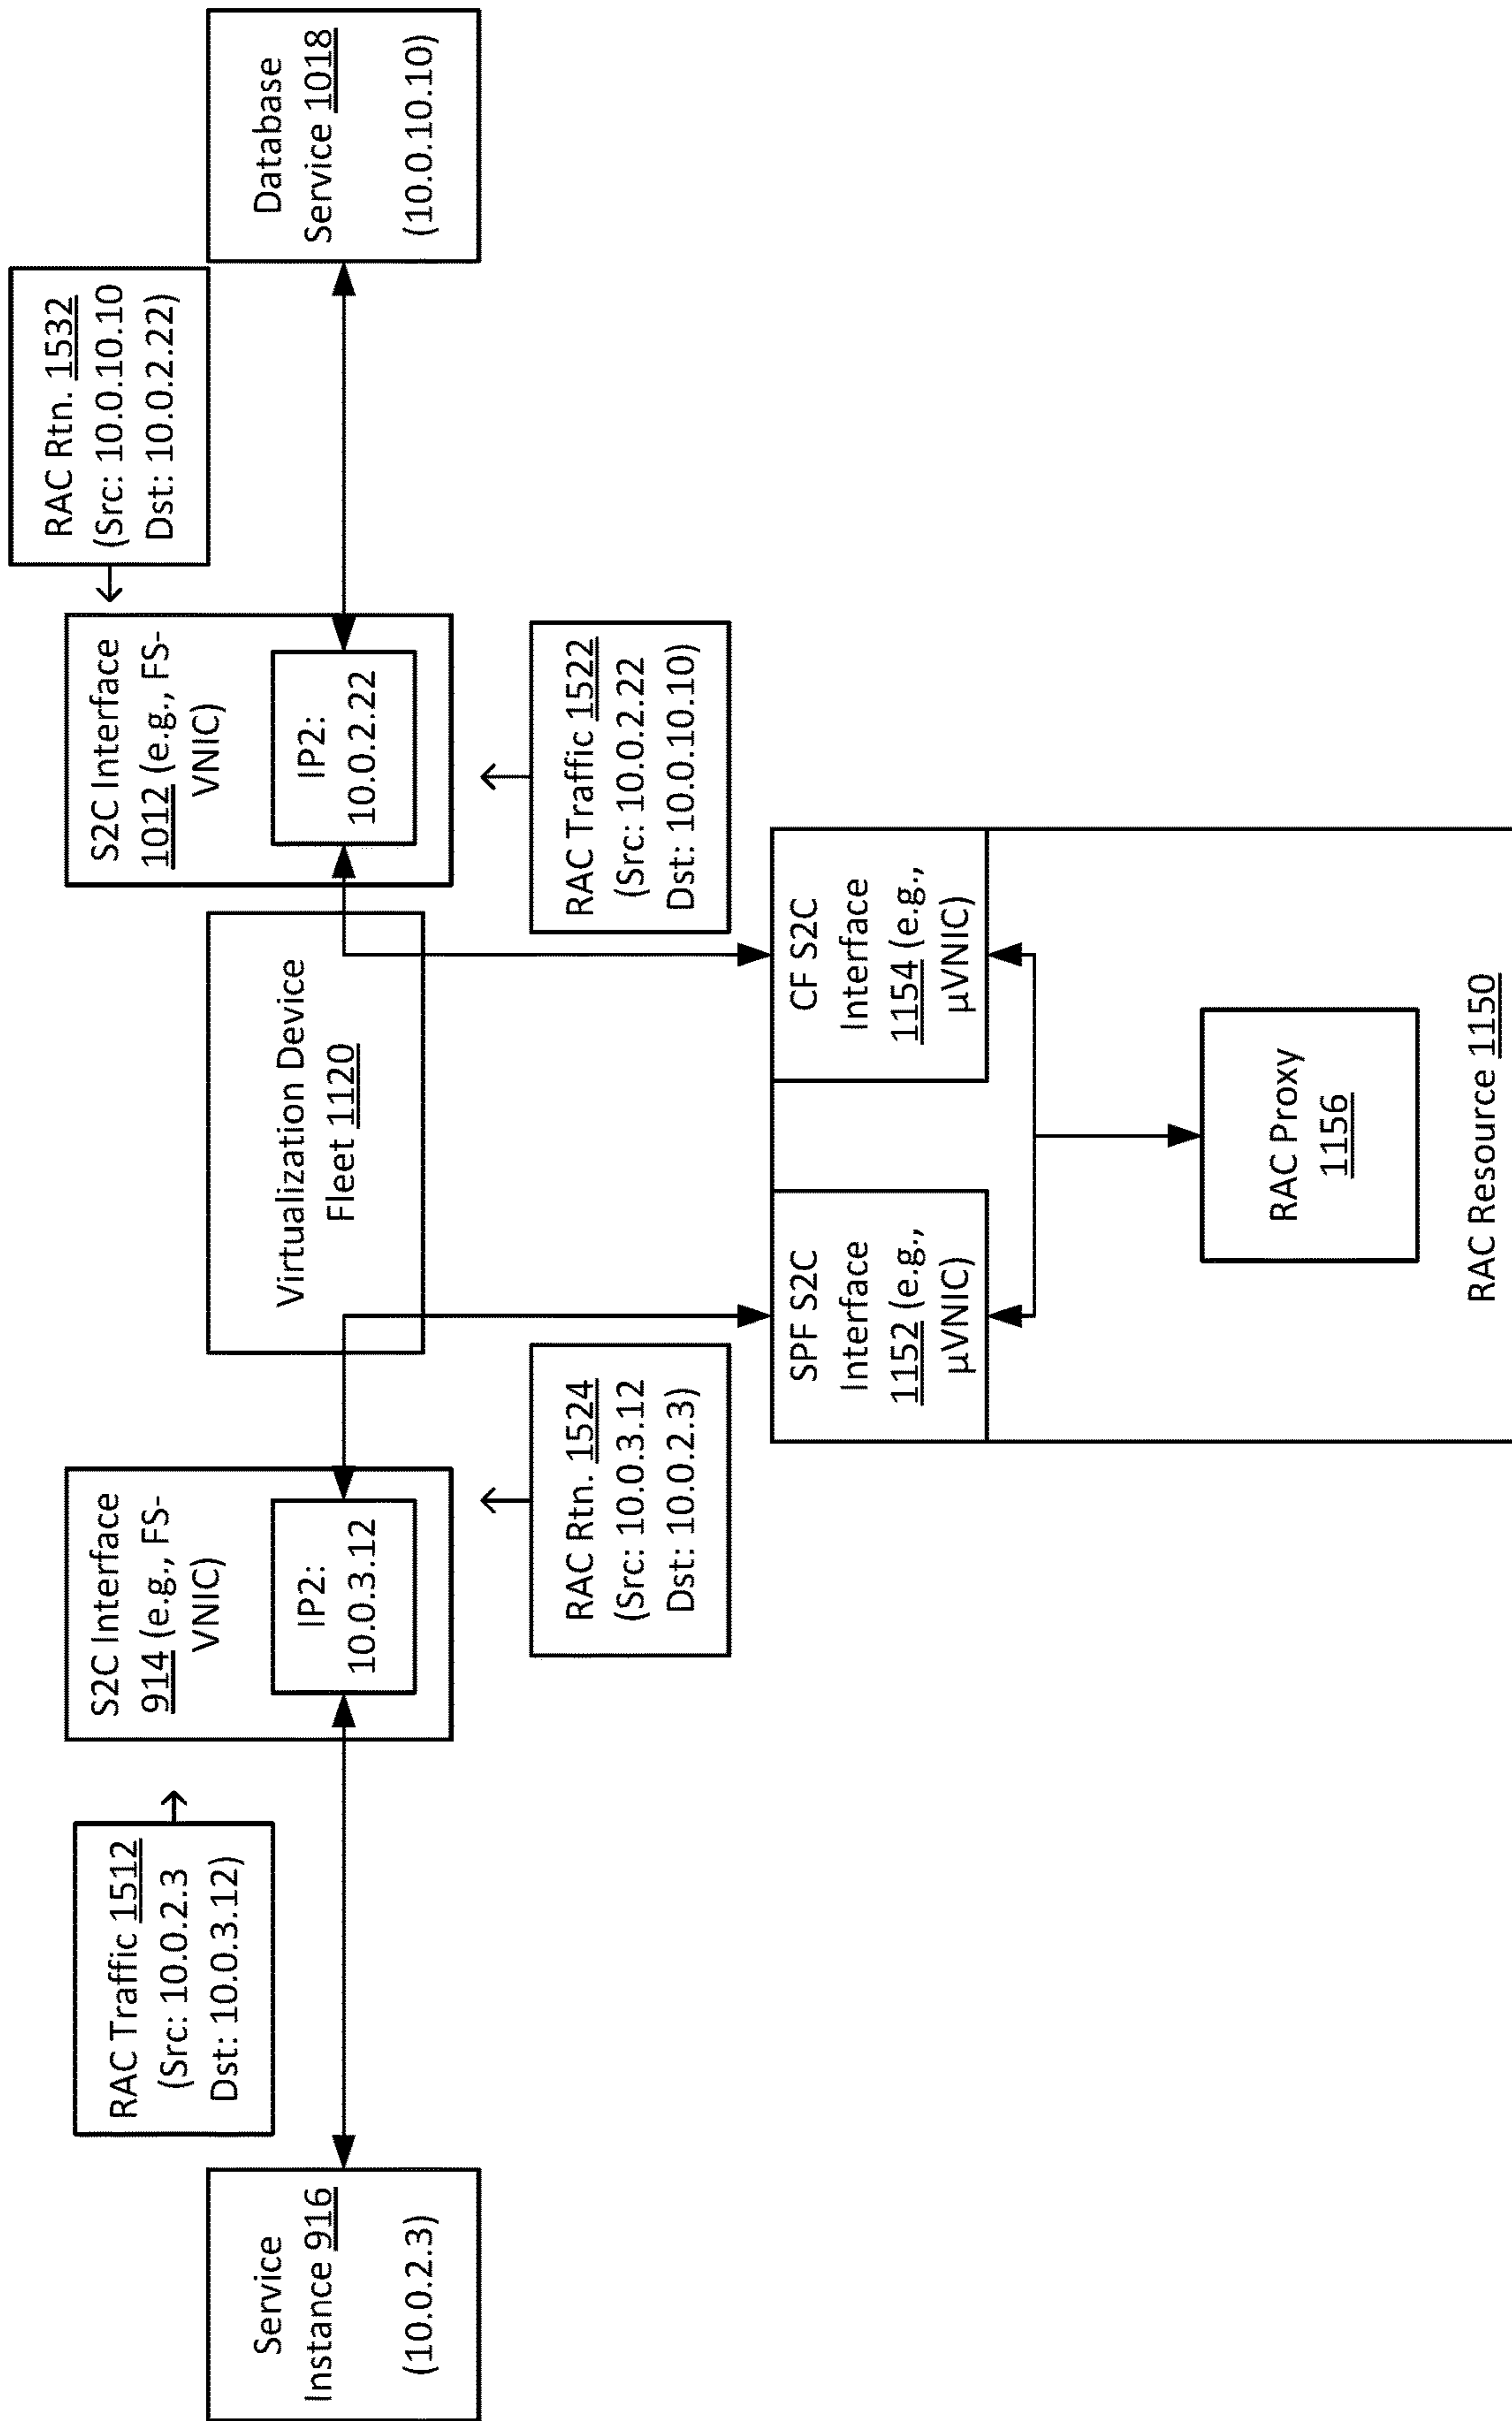 Service
Instance 916
(10.0.2.3)
RAC Traffic 1512
(Src: 10.0.2.3
Dst: 10.0.3.12)
S2C Interface
914 (e.g., FS-
VNIC)
IP2:
10.0.3.12
RAC Rtn. 1524
(Src: 10.0.3.12
Dst: 10.0.2.3)
Virtualization Device
Fleet 1120
S2C Interface
1012 (e.g., FS-
VNIC)
IP2:
10.0.2.22
RAC Traffic 1522
(Src: 10.0.2.22
Dst: 10.0.10.10)
RAC Rtn. 1532
(Src: 10.0.10.10
Dst: 10.0.2.22)
Database
Service 1018
(10.0.10.10)
SPF S2C
Interface
1152 (e.g.,
μVNIC)
CF S2C
Interface
1154 (e.g.,
μVNIC)
RAC Proxy
1156
RAC Resource 1150